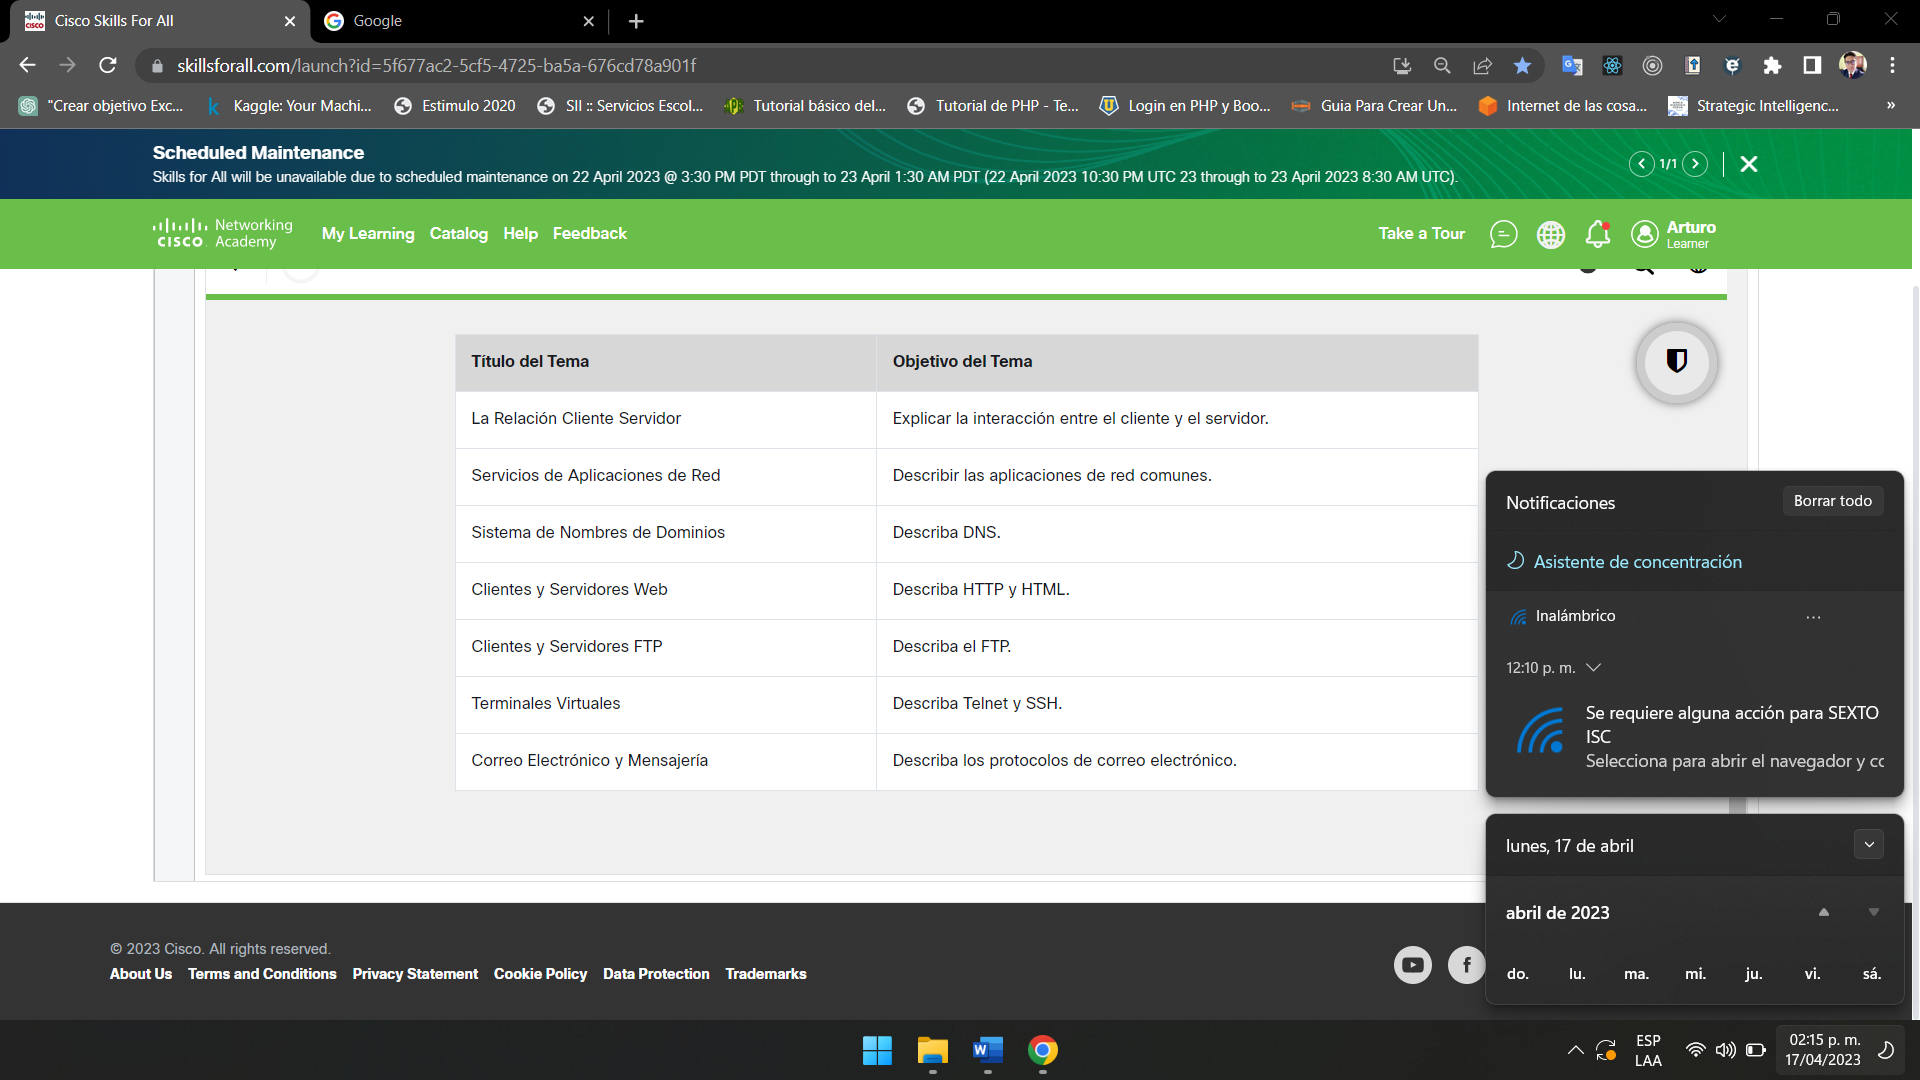 Cisco Skills For All
Google
skillsforall.com/launch?id=5f677ac2-5cf5-4725-ba5a-676cd78a901f
"Crear objetivo Exc...
Kaggle: Your Machi...
Estimulo 2020
SII :: Servicios Escol...
Tutorial básico del...
Tutorial de PHP - Te...
Login en PHP y Boo...
Guia Para Crear Un...
Internet de las cosa...
Strategic Intelligenc...
»
Scheduled Maintenance
Skills for All will be unavailable due to scheduled maintenance on 22 April 2023 @ 3:30 PM PDT through to 23 April 1:30 AM PDT (22 April 2023 10:30 PM UTC 23 through to 23 April 2023 8:30 AM UTC).
1/1
CISCO Networking Academy
My Learning
Catalog
Help
Feedback
Take a Tour
Arturo
Learner
Título del Tema
Objetivo del Tema
La Relación Cliente Servidor
Explicar la interacción entre el cliente y el servidor.
Servicios de Aplicaciones de Red
Describir las aplicaciones de red comunes.
Sistema de Nombres de Dominios
Describa DNS.
Clientes y Servidores Web
Describa HTTP y HTML.
Clientes y Servidores FTP
Describa el FTP.
Terminales Virtuales
Describa Telnet y SSH.
Correo Electrónico y Mensajería
Describa los protocolos de correo electrónico.
Notificaciones
Borrar todo
Asistente de concentración
Inalámbrico
...
12:10 p. m.
Se requiere alguna acción para SEXTO
ISC
Selecciona para abrir el navegador y cc
lunes, 17 de abril
abril de 2023
do.
lu.
ma.
mi.
ju.
vi.
sá.
© 2023 Cisco. All rights reserved.
About Us
Terms and Conditions
Privacy Statement
Cookie Policy
Data Protection
Trademarks
ESP
LAA
02:15 p. m.
17/04/2023